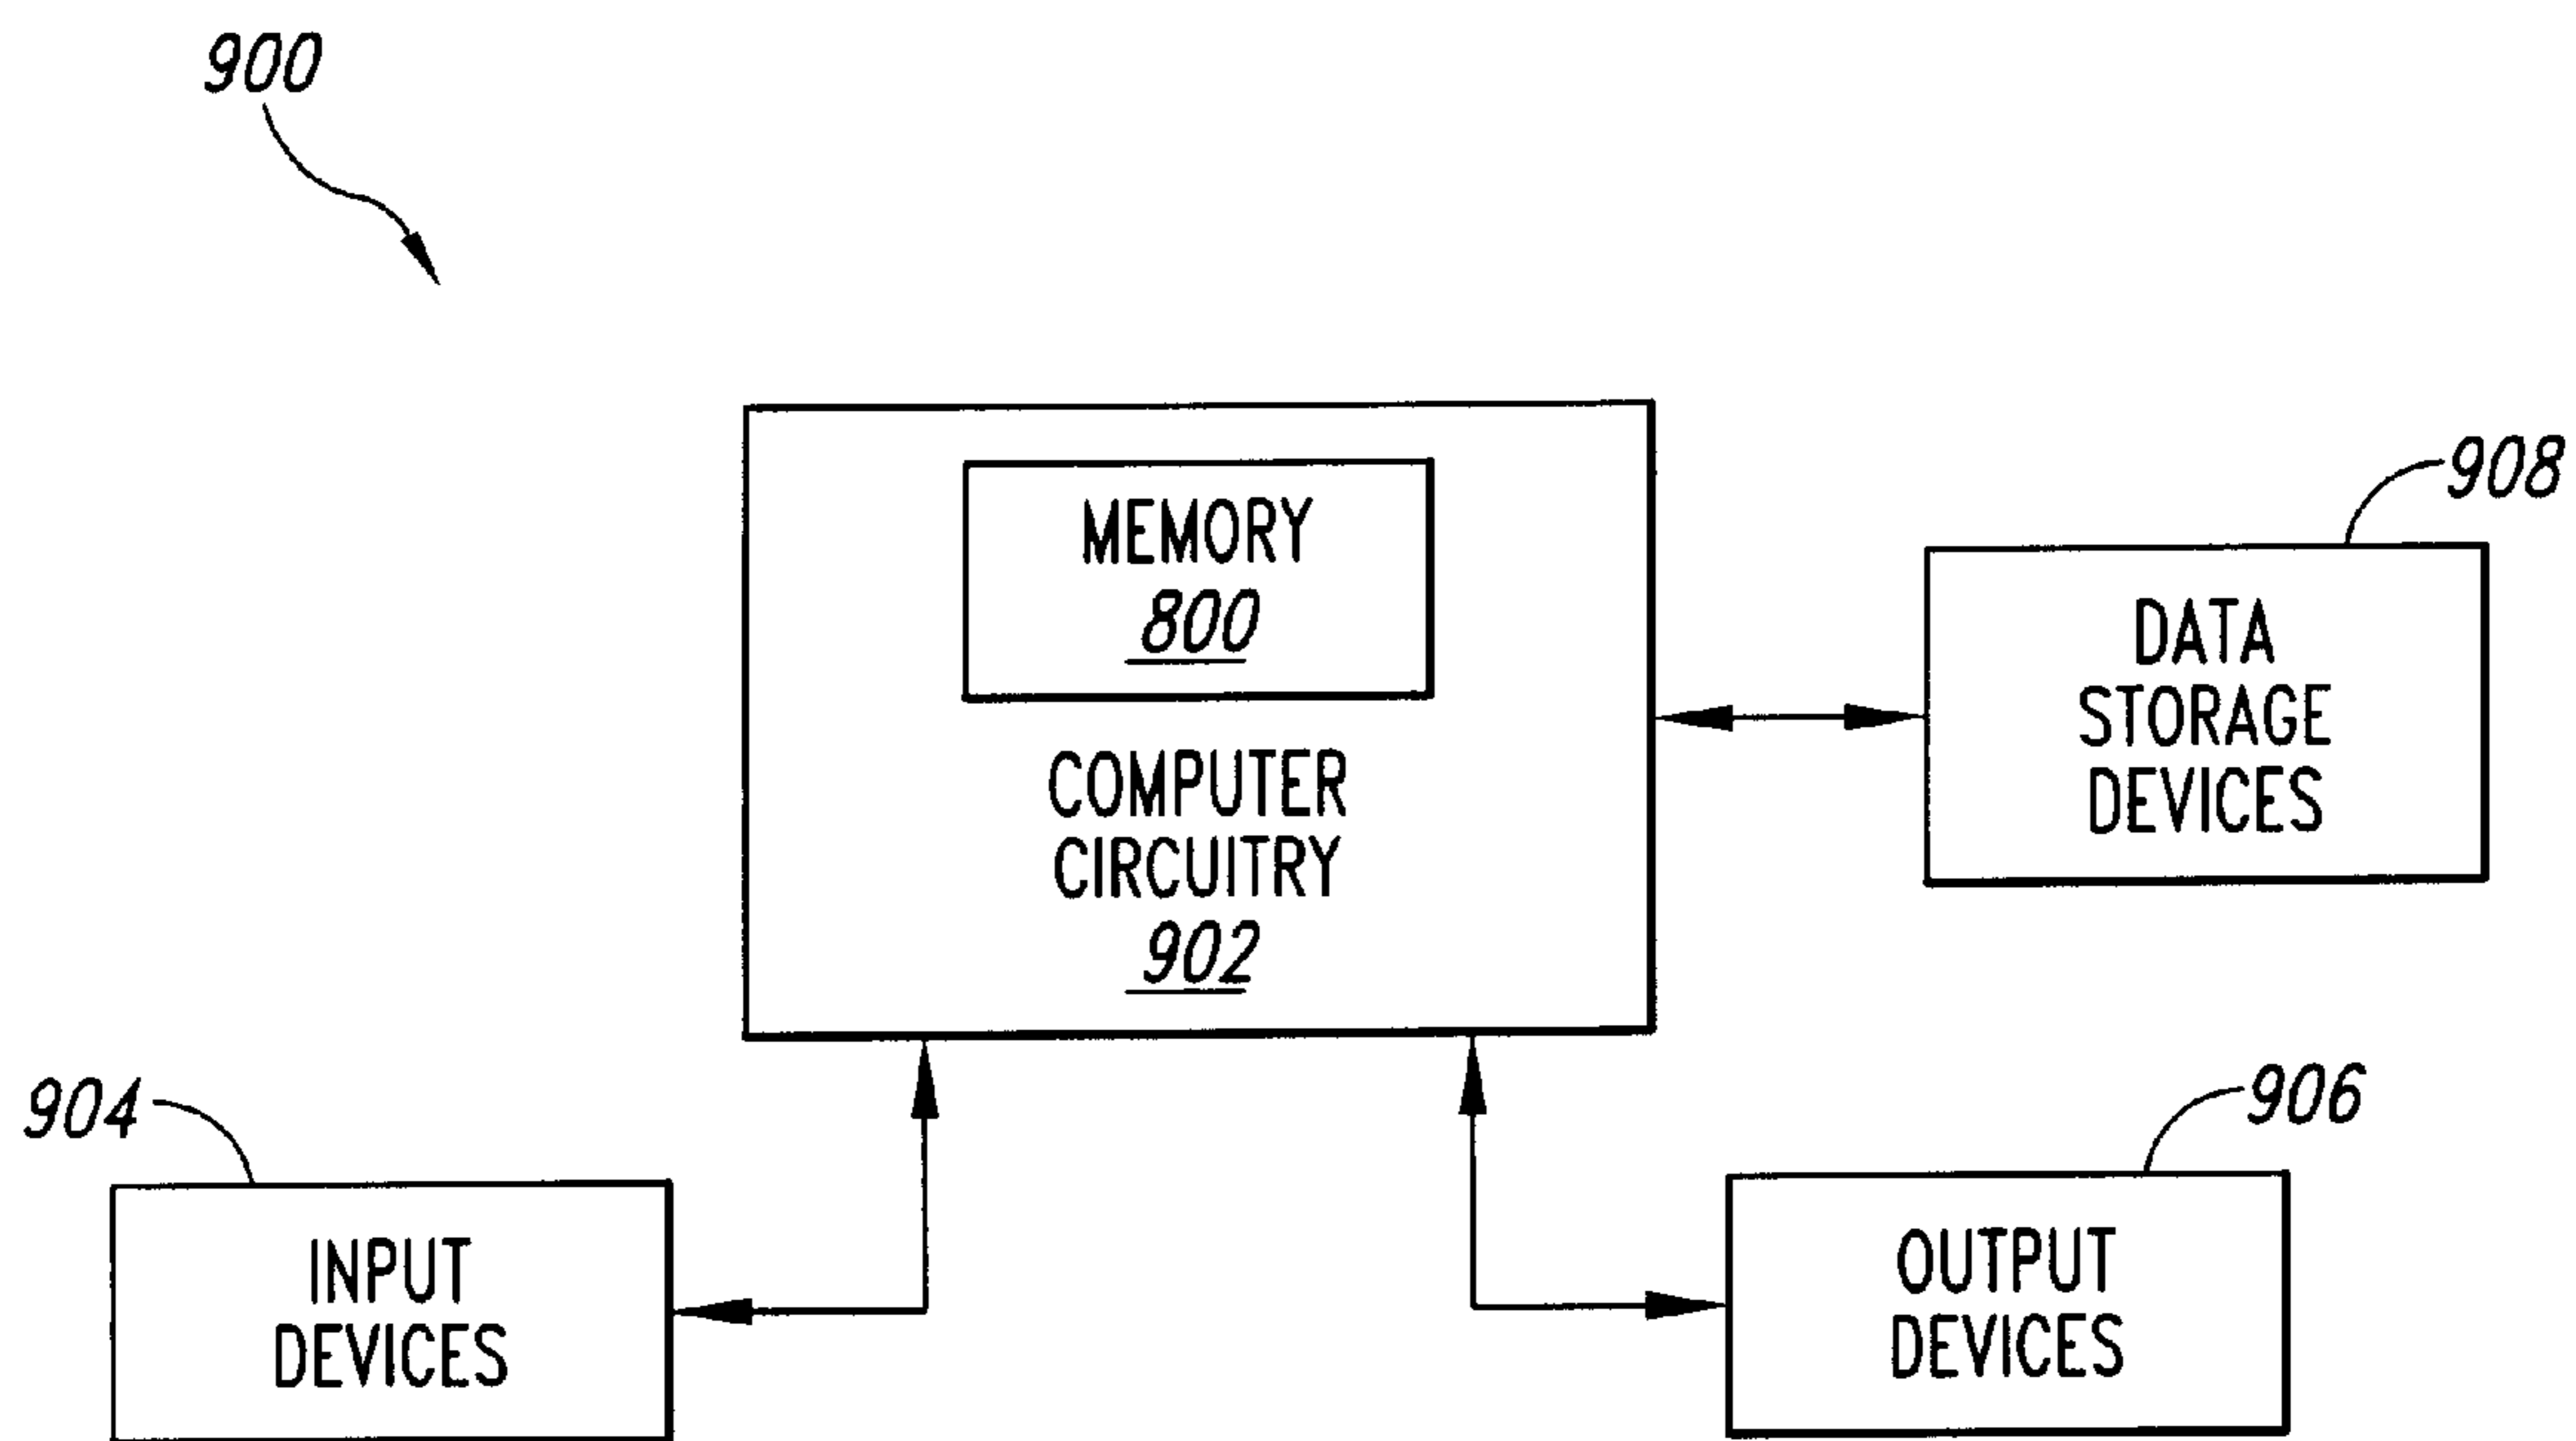 900
MEMORY
800
908
DATA
STORAGE
DEVICES
COMPUTER
CIRCUITRY
902
904
INPUT
DEVICES
906
OUTPUT
DEVICES